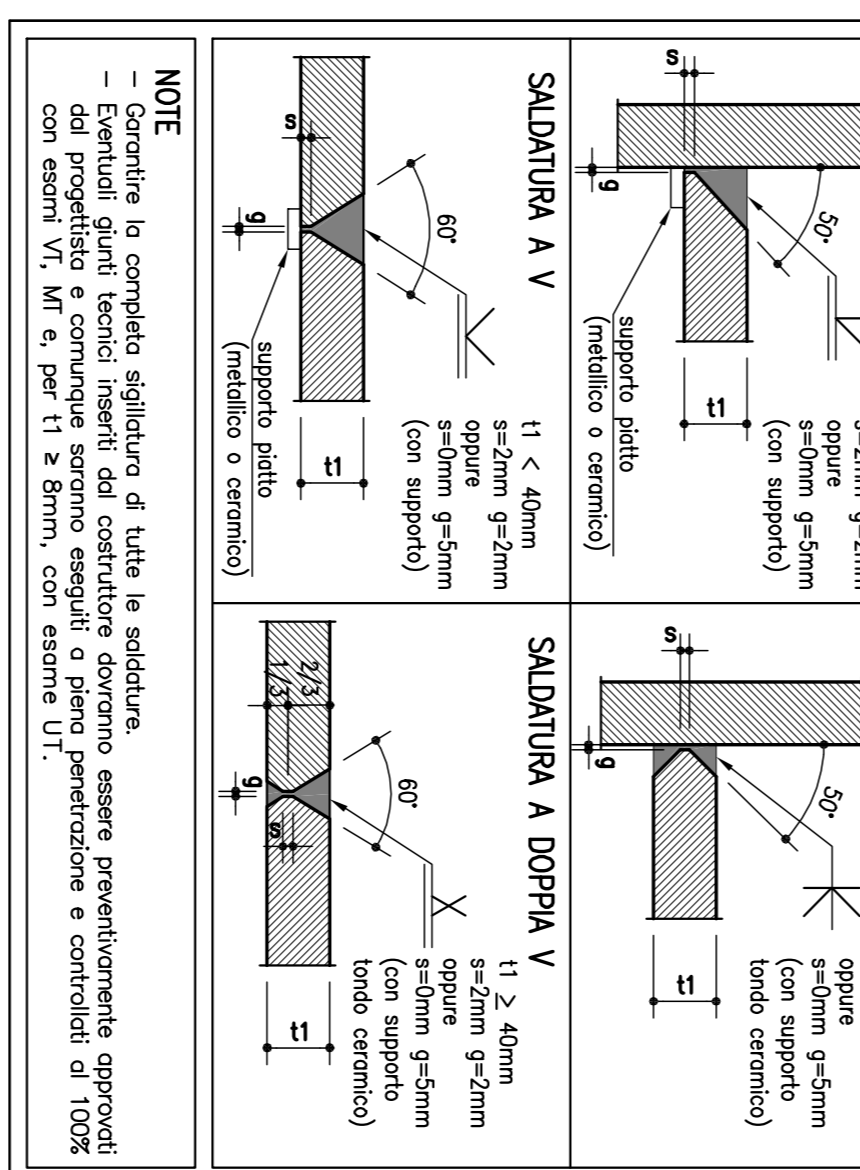 s
50°
g
t1
s=2mm g=2mm
oppure
s=0mm g=5mm
(con supporto)
supporto piatto
(metallico o ceramico)
s
50°
g
t1
oppure
s=0mm g=5mm
(con supporto
tondo ceramico)
SALDATURA A V
s
60°
g
t1
t1 < 40mm
s=2mm g=2mm
oppure
s=0mm g=5mm
(con supporto)
supporto piatto
(metallico o ceramico)
SALDATURA A DOPPIA V
2/3
1/3
60°
g
s
t1
t1 ≥ 40mm
s=2mm g=2mm
oppure
s=0mm g=5mm
(con supporto
tondo ceramico)
NOTE
– Garantire la completa sigillatura di tutte le saldature.
– Eventuali giunti tecnici inseriti dal costruttore dovranno essere preventivamente approvati
dal progettista e comunque saranno eseguiti a piena penetrazione e controllati al 100%
con esami VT, MT e, per t1 ≥ 8mm, con esame UT.